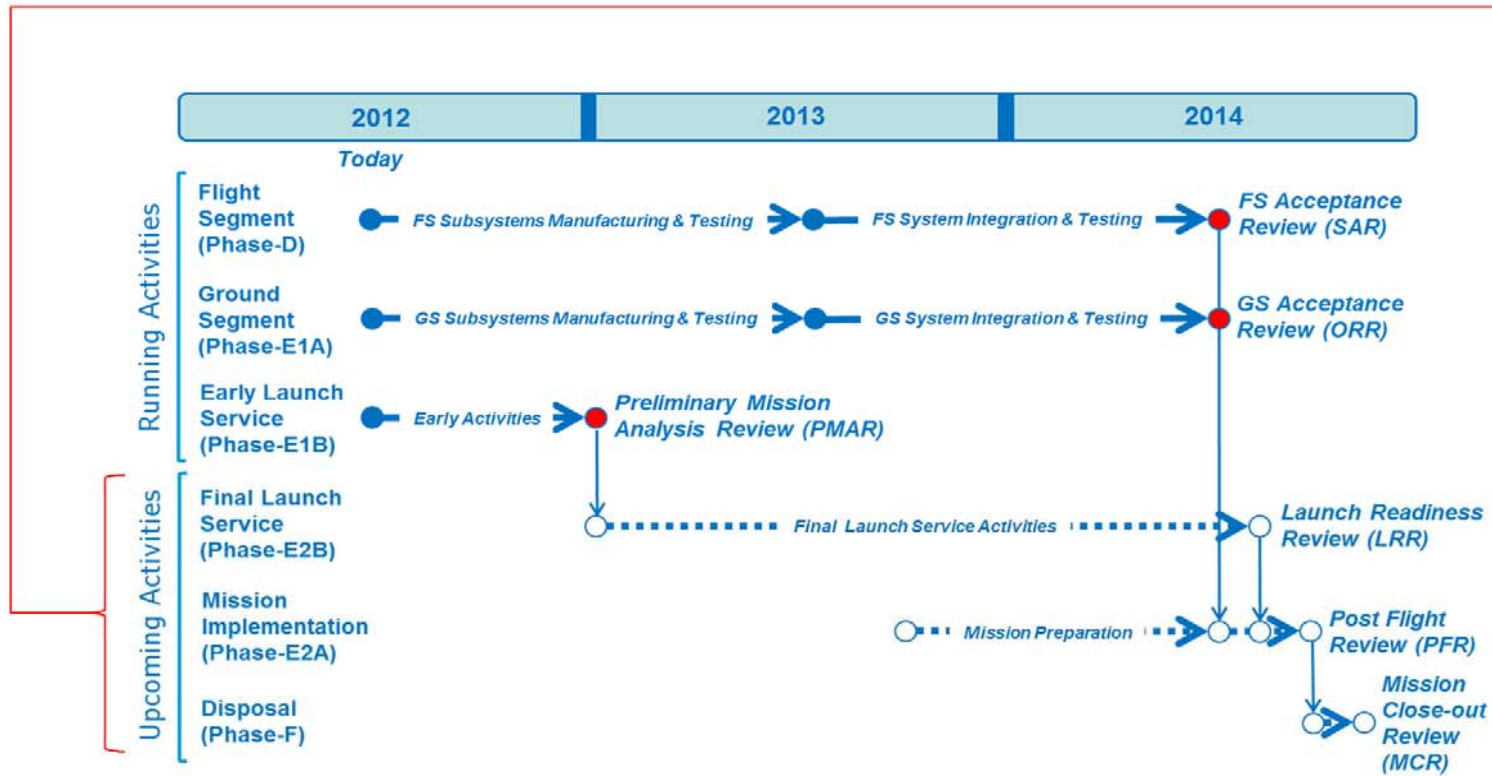 2012
2013
2014
Today
Running Activities
Flight
Segment
(Phase-D)
FS Subsystems Manufacturing & Testing
FS System Integration & Testing
FS Acceptance
Review (SAR)
Ground
Segment
(Phase-E1A)
GS Subsystems Manufacturing & Testing
GS System Integration & Testing
GS Acceptance
Review (ORR)
Early Launch
Service
(Phase-E1B)
Early Activities
Preliminary Mission
Analysis Review (PMAR)
Upcoming Activities
Final Launch
Service
(Phase-E2B)
Final Launch Service Activities
Launch Readiness
Review (LRR)
Mission
Implementation
(Phase-E2A)
Mission Preparation
Post Flight
Review (PFR)
Disposal
(Phase-F)
Mission
Close-out
Review
(MCR)